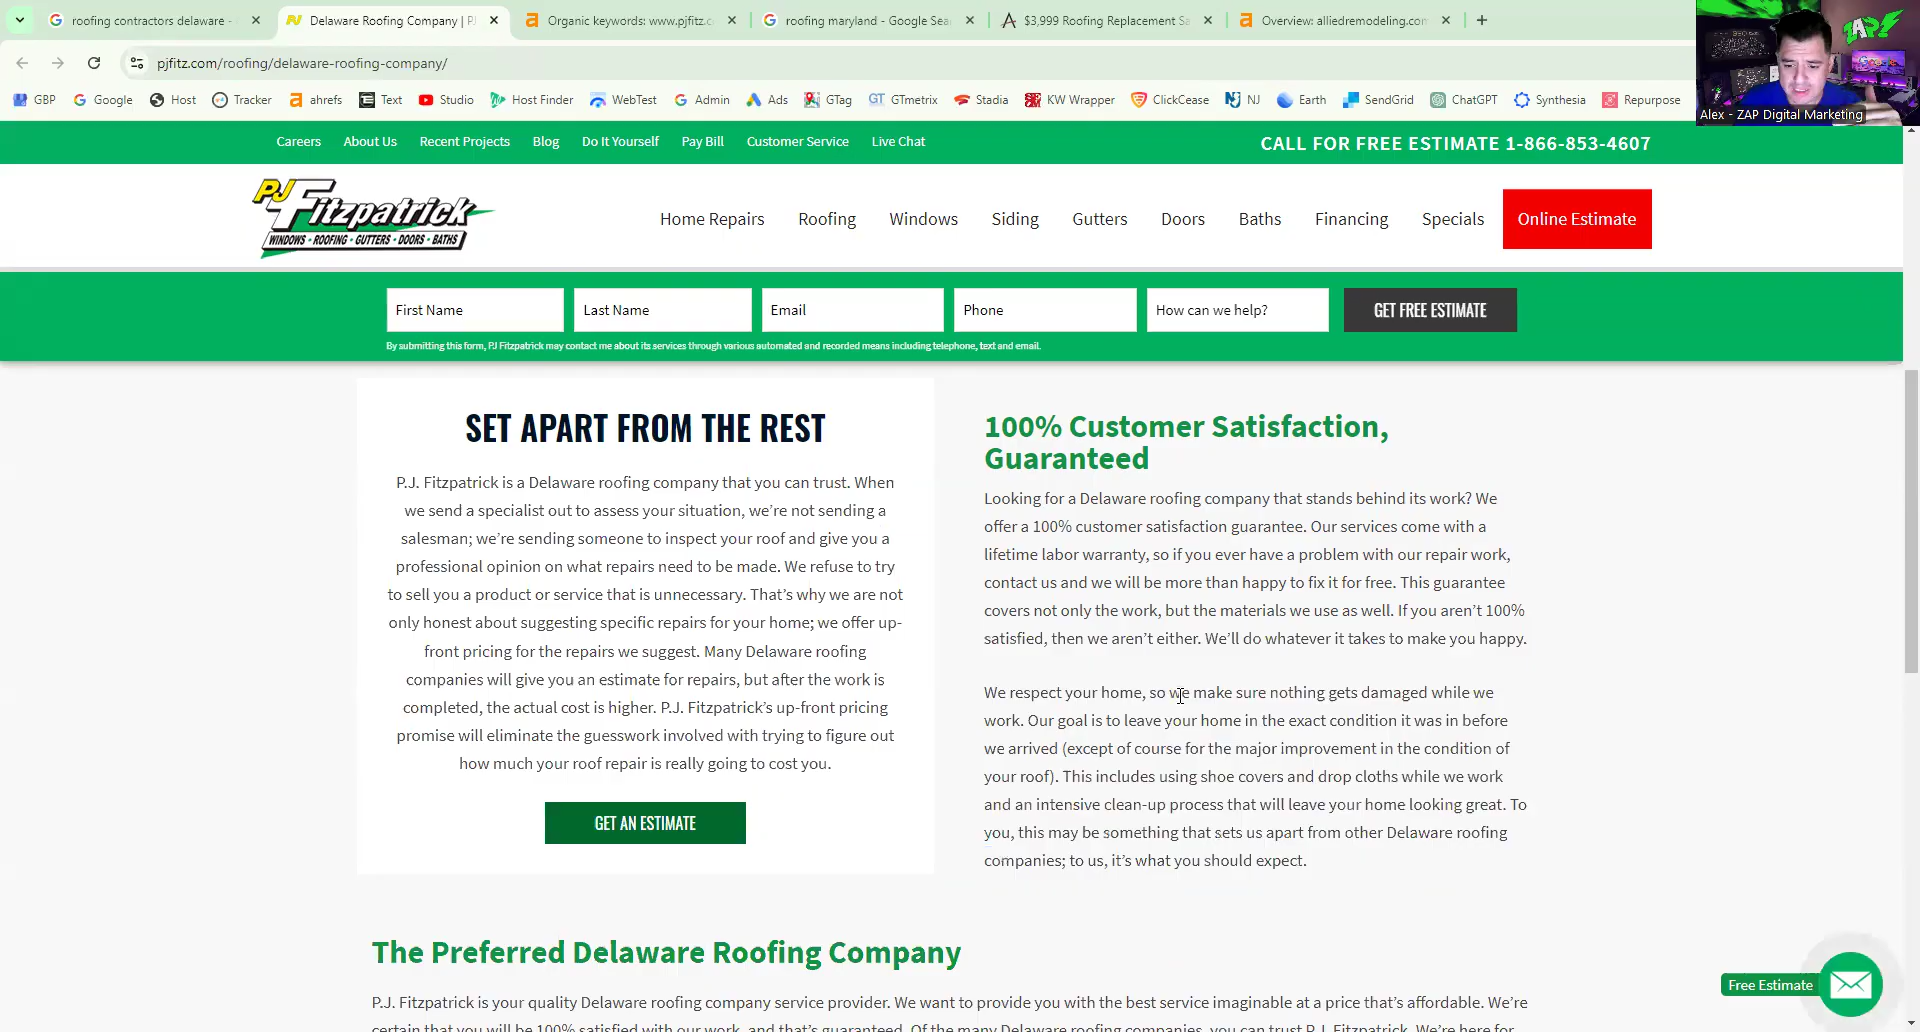 roofing contractors delaware -
Delaware Roofing Company | PJ
Organic keywords: www.pjfitz.c
roofing maryland - Google Sea
$3,999 Roofing Replacement Sa
Overview: alliedremodeling.com
pjfitz.com/roofing/delaware-roofing-company/
GBP
Google
Host
Tracker
ahrefs
Text
Studio
Host Finder
WebTest
Admin
Ads
GTag
GTmetrix
Stadia
KW Wrapper
ClickCease
NJ
Earth
SendGrid
ChatGPT
Synthesia
Repurpose
ZAP!
Alex - ZAP Digital Marketing
Careers
About Us
Recent Projects
Blog
Do It Yourself
Pay Bill
Customer Service
Live Chat
CALL FOR FREE ESTIMATE 1-866-853-4607
PJ Fitzpatrick
WINDOWS • ROOFING • GUTTERS • DOORS • BATHS
Home Repairs
Roofing
Windows
Siding
Gutters
Doors
Baths
Financing
Specials
Online Estimate
First Name
Last Name
Email
Phone
How can we help?
GET FREE ESTIMATE
By submitting this form, PJ Fitzpatrick may contact me about its services through various automated and recorded means including telephone, text and email.
SET APART FROM THE REST
P.J. Fitzpatrick is a Delaware roofing company that you can trust. When
we send a specialist out to assess your situation, we're not sending a
salesman; we're sending someone to inspect your roof and give you a
professional opinion on what repairs need to be made. We refuse to try
to sell you a product or service that is unnecessary. That's why we are not
only honest about suggesting specific repairs for your home; we offer up-
front pricing for the repairs we suggest. Many Delaware roofing
companies will give you an estimate for repairs, but after the work is
completed, the actual cost is higher. P.J. Fitzpatrick's up-front pricing
promise will eliminate the guesswork involved with trying to figure out
how much your roof repair is really going to cost you.
GET AN ESTIMATE
100% Customer Satisfaction,
Guaranteed
Looking for a Delaware roofing company that stands behind its work? We
offer a 100% customer satisfaction guarantee. Our services come with a
lifetime labor warranty, so if you ever have a problem with our repair work,
contact us and we will be more than happy to fix it for free. This guarantee
covers not only the work, but the materials we use as well. If you aren't 100%
satisfied, then we aren't either. We'll do whatever it takes to make you happy.
We respect your home, so we make sure nothing gets damaged while we
work. Our goal is to leave your home in the exact condition it was in before
we arrived (except of course for the major improvement in the condition of
your roof). This includes using shoe covers and drop cloths while we work
and an intensive clean-up process that will leave your home looking great. To
you, this may be something that sets us apart from other Delaware roofing
companies; to us, it's what you should expect.
The Preferred Delaware Roofing Company
P.J. Fitzpatrick is your quality Delaware roofing company service provider. We want to provide you with the best service imaginable at a price that's affordable. We're
certain that you will be 100% satisfied with our work, and that's guaranteed. Of the many Delaware roofing companies, you can trust P.J. Fitzpatrick. We're here for
Free Estimate